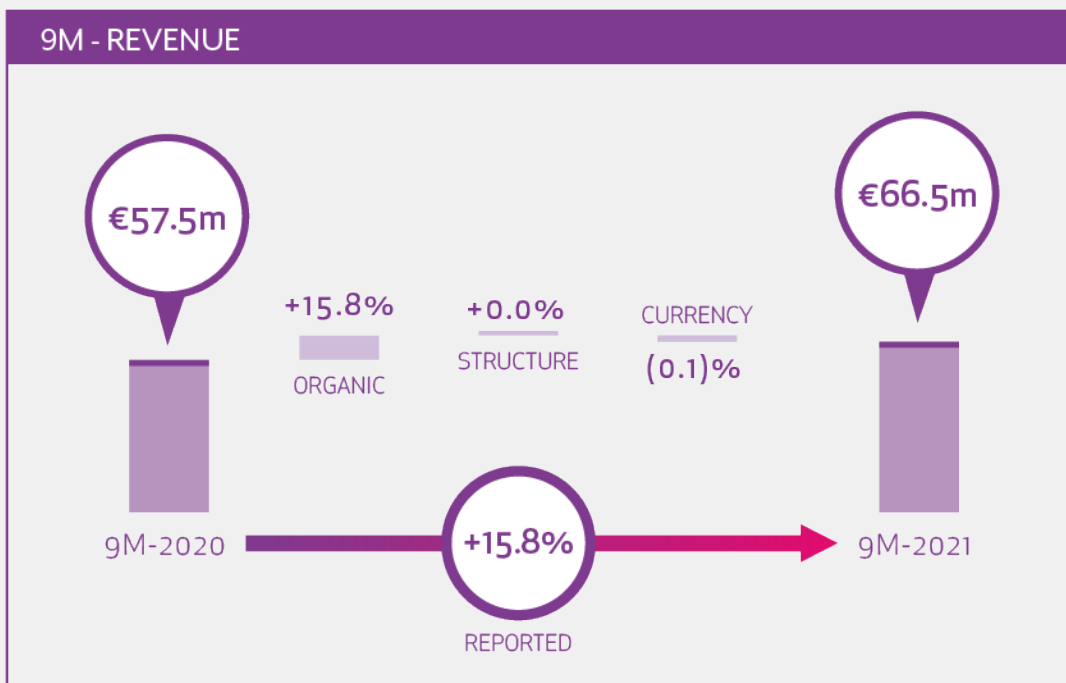 9M - REVENUE
€57.5m
€66.5m
+15.8%
ORGANIC
+0.0%
STRUCTURE
CURRENCY
(0.1)%
9M-2020
+15.8%
REPORTED
9M-2021